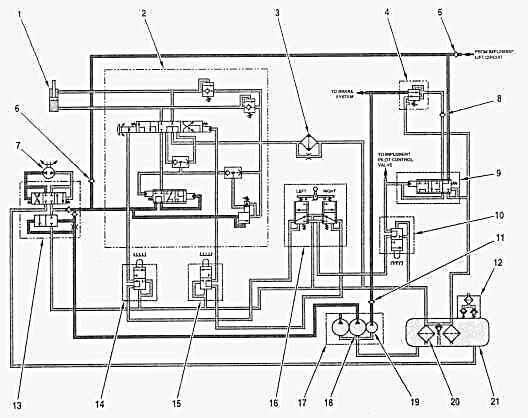 1
2
3
4
5
FROM IMPLEMENT
LIFT CIRCUIT
TO BRAKE
SYSTEM
6
8
7
TO IMPLEMENT
PILOT CONTROL
VALVE
9
LEFT
RIGHT
10
11
12
13
14
15
16
17
18
19
20
21